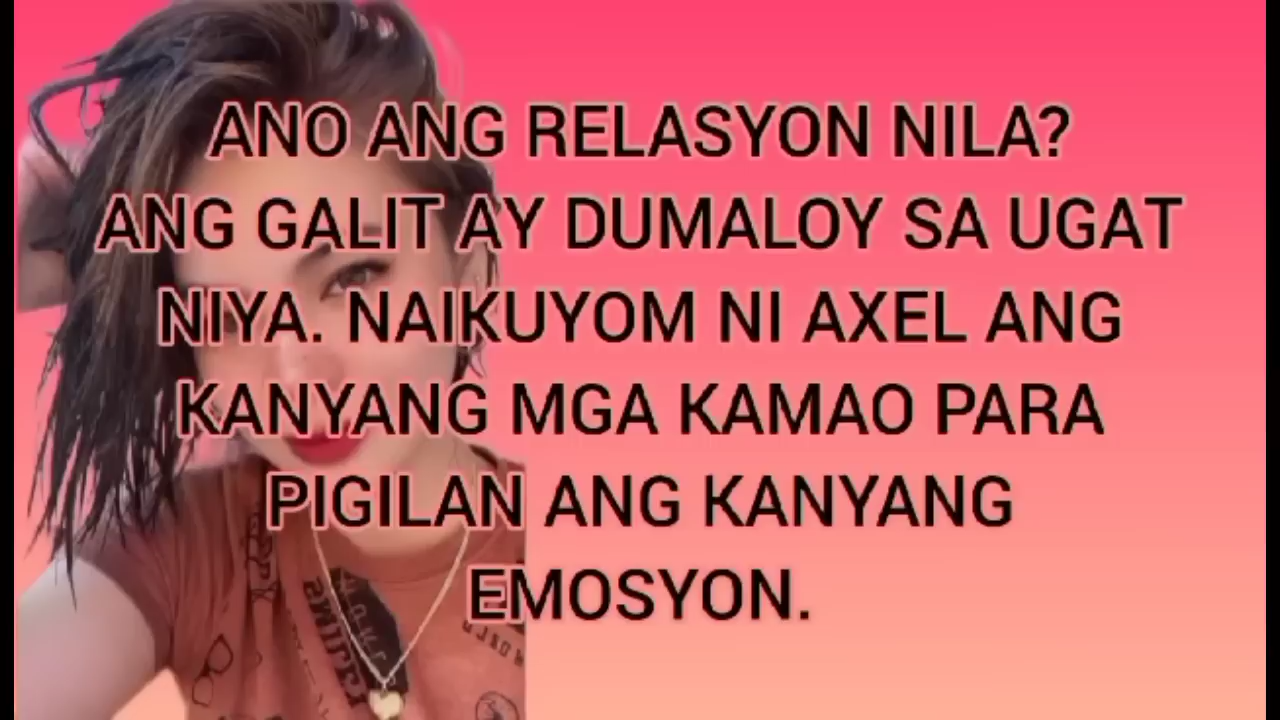 ANO ANG RELASYON NILA?
ANG GALIT AY DUMALOY SA UGAT
NIYA. NAIKUYOM NI AXEL ANG
KANYANG MGA KAMAO PARA
PIGILAN ANG KANYANG
EMOSYON.